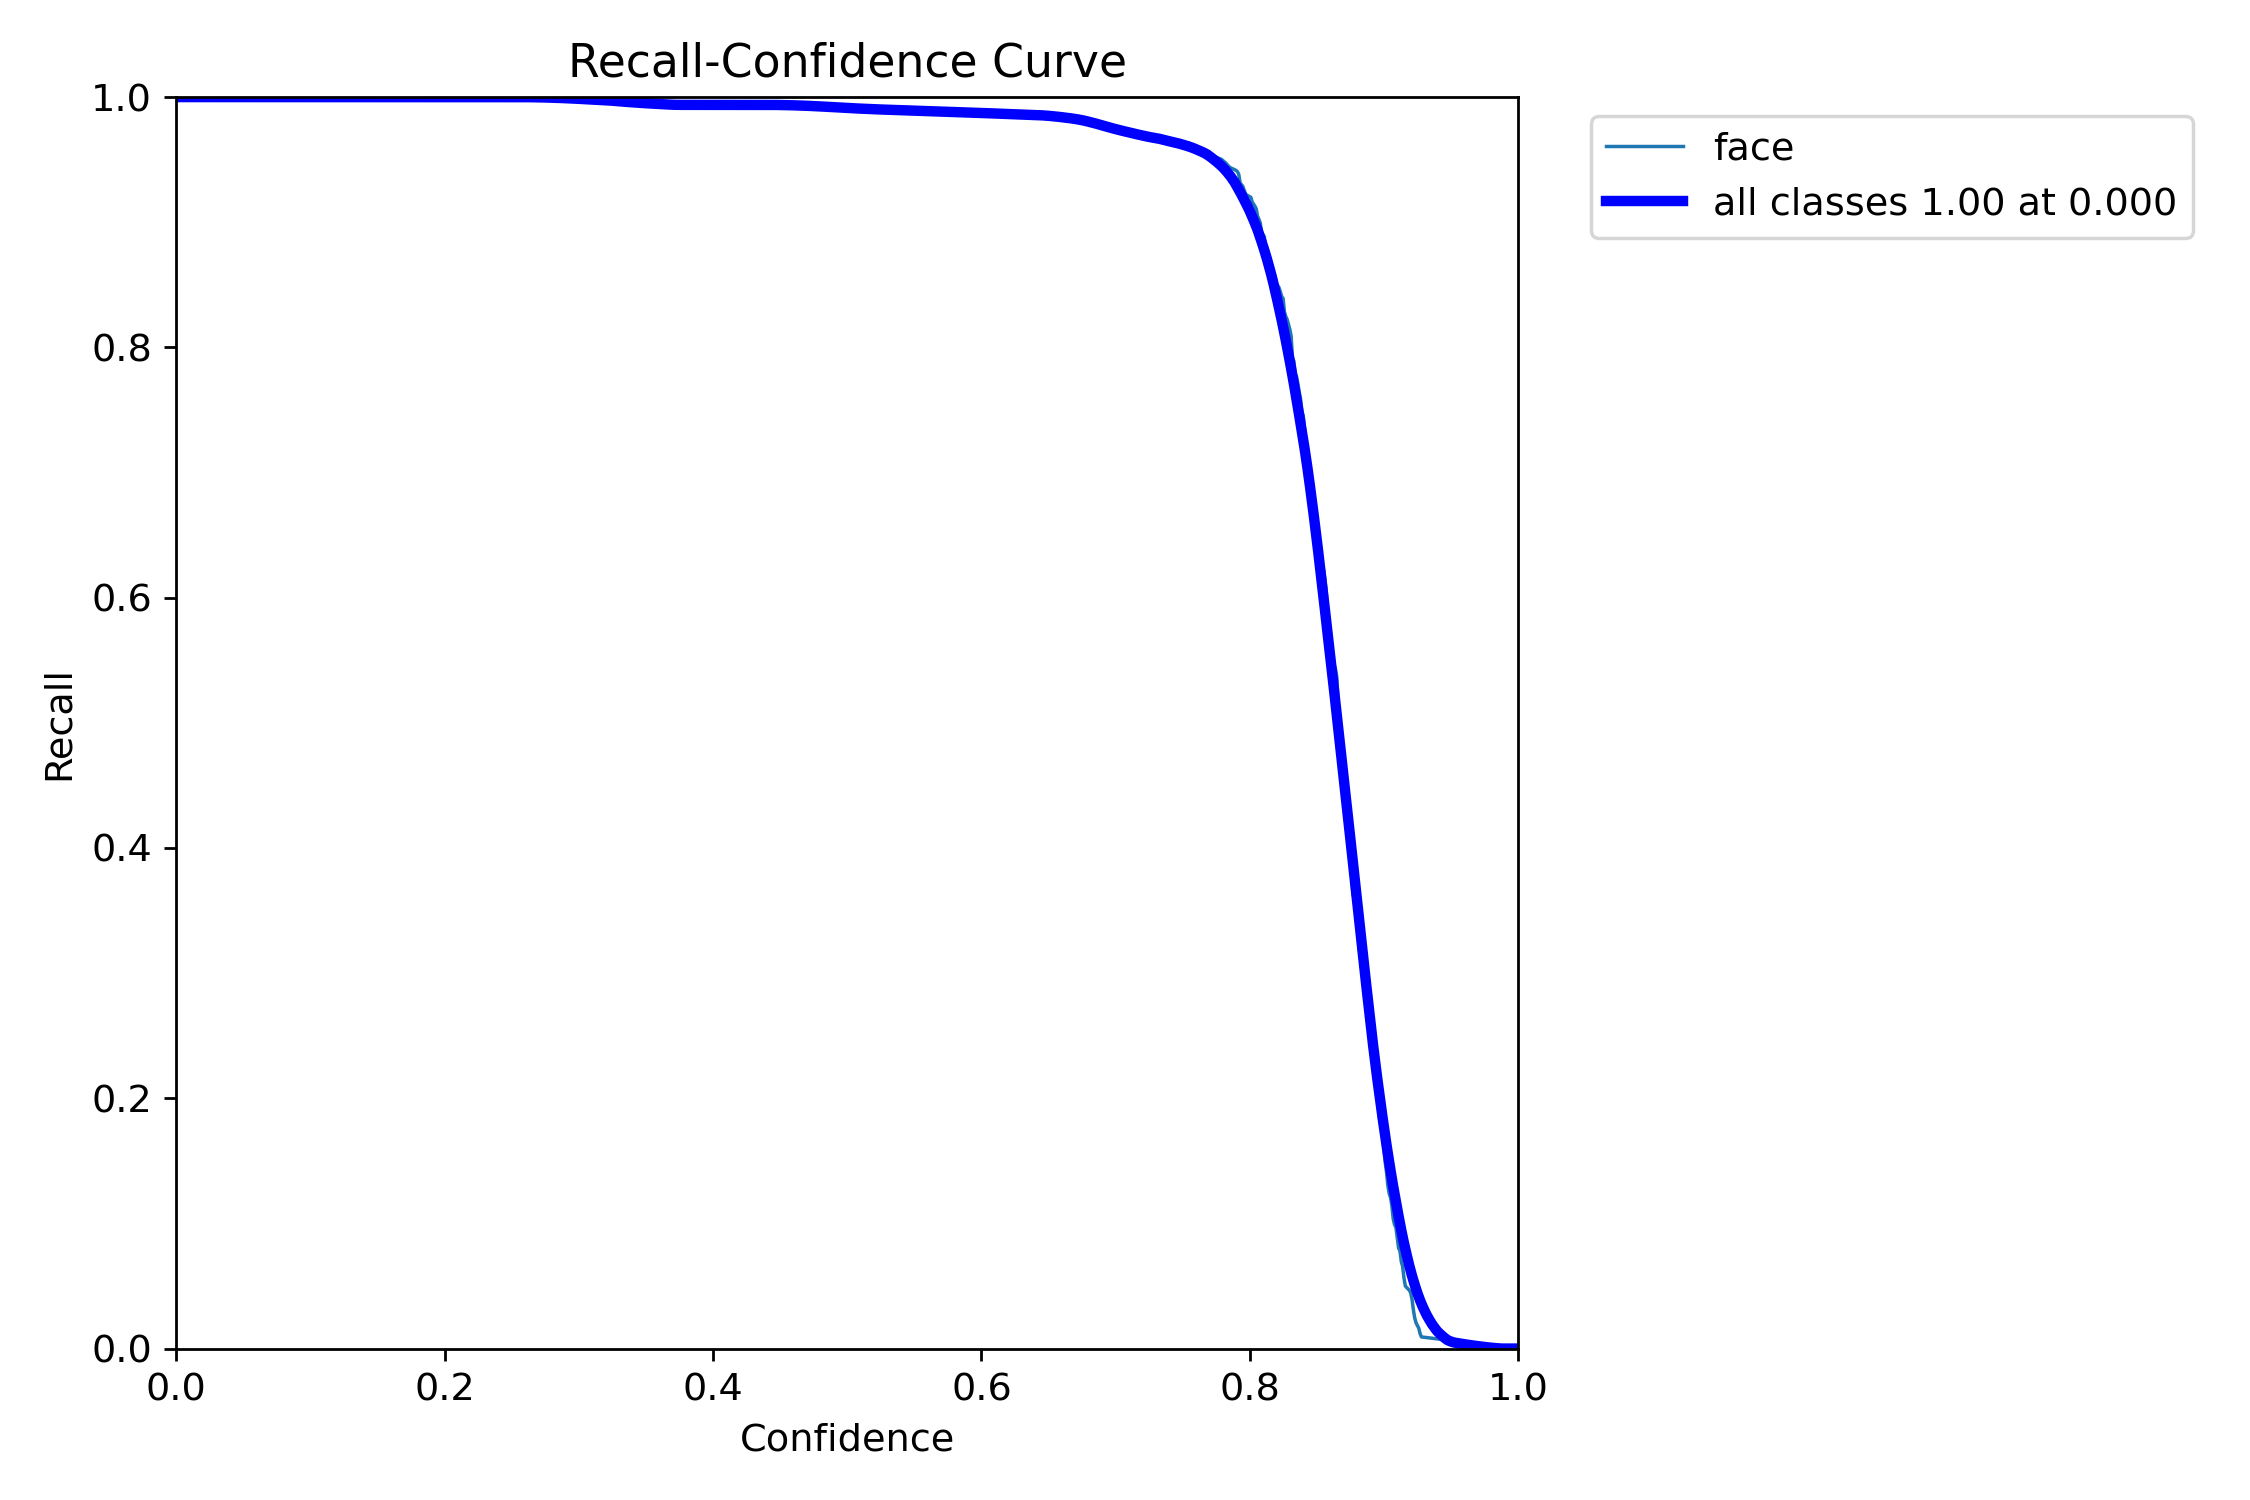 Recall-Confidence Curve
1.0
0.8
0.6
0.4
0.2
0.0
Recall
0.0 0.2 0.4 0.6 0.8 1.0
Confidence
face
all classes 1.00 at 0.000